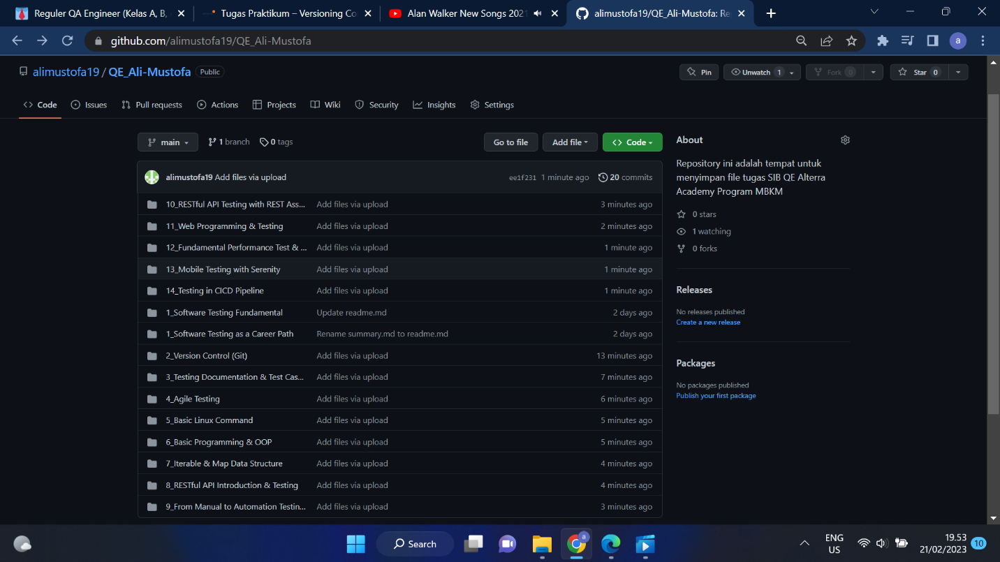 Reguler QA Engineer (Kelas A, B,
Tugas Praktikum – Versioning Co
Alan Walker New Songs 2021
alimustofa19/QE_Ali-Mustofa: Re
github.com/alimustofa19/QE_Ali-Mustofa
a
alimustofa19 / QE_Ali-Mustofa Public
Pin
Unwatch 1
Fork 0
Star 0
Code
Issues
Pull requests
Actions
Projects
Wiki
Security
Insights
Settings
main
1 branch
0 tags
Go to file
Add file
Code
alimustofa19 Add files via upload ee1f231 1 minute ago 20 commits
10_RESTful API Testing with REST Ass... Add files via upload 3 minutes ago
11_Web Programming & Testing Add files via upload 2 minutes ago
12_Fundamental Performance Test & ... Add files via upload 1 minute ago
13_Mobile Testing with Serenity Add files via upload 1 minute ago
14_Testing in CICD Pipeline Add files via upload 1 minute ago
1_Software Testing Fundamental Update readme.md 2 days ago
1_Software Testing as a Career Path Rename summary.md to readme.md 2 days ago
2_Version Control (Git) Add files via upload 13 minutes ago
3_Testing Documentation & Test Cas... Add files via upload 7 minutes ago
4_Agile Testing Add files via upload 6 minutes ago
5_Basic Linux Command Add files via upload 5 minutes ago
6_Basic Programming & OOP Add files via upload 5 minutes ago
7_Iterable & Map Data Structure Add files via upload 4 minutes ago
8_RESTful API Introduction & Testing Add files via upload 4 minutes ago
9_From Manual to Automation Testin... Add files via upload 3 minutes ago
About
Repository ini adalah tempat untuk
menyimpan file tugas SIB QE Alterra
Academy Program MBKM
0 stars
1 watching
0 forks
Releases
No releases published
Create a new release
Packages
No packages published
Publish your first package
Search
a
ENG
US
19.53
21/02/2023
10